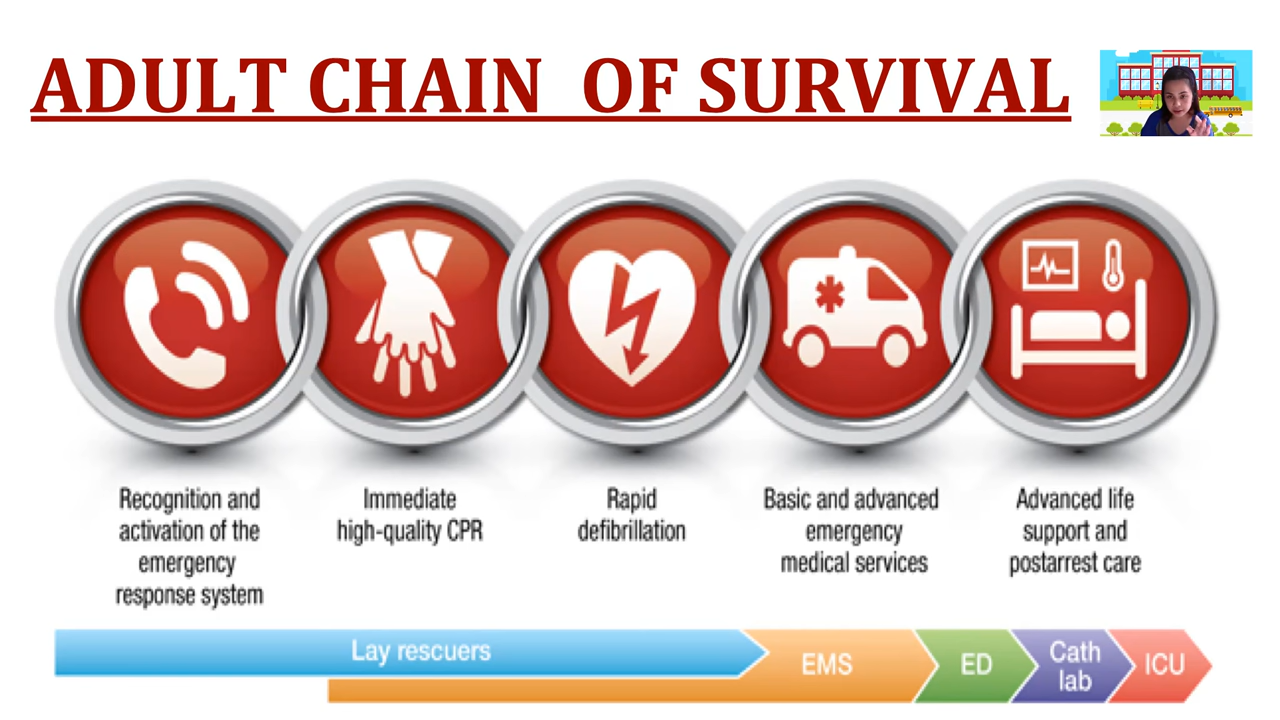 ADULT CHAIN OF SURVIVAL
Recognition and
activation of the
emergency
response system
Immediate
high-quality CPR
Rapid
defibrillation
Basic and advanced
emergency
medical services
Advanced life
support and
postarrest care
Lay rescuers
EMS
ED
Cath
lab
ICU